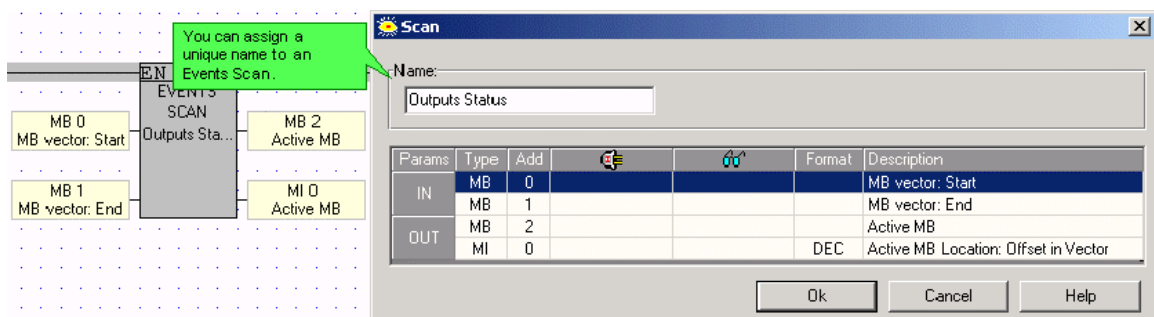 You can assign a
unique name to an
Events Scan.
EN
EVENTS
SCAN
Outputs Sta...
MB 0
MB vector: Start
MB 2
Active MB
MB 1
MB vector: End
MI 0
Active MB
Scan
Name:
Outputs Status
Params Type Add Format Description
IN MB 0 MB vector: Start
MB 1 MB vector: End
OUT MB 2 Active MB
MI 0 DEC Active MB Location: Offset in Vector
Ok Cancel Help